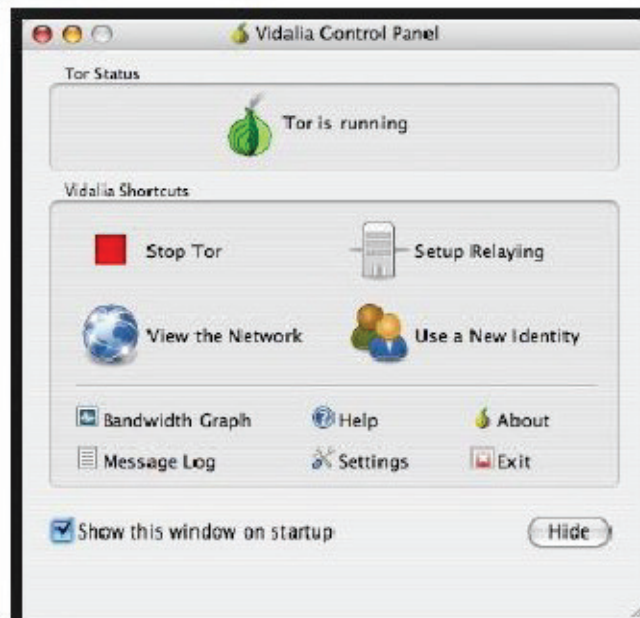 Vidalia Control Panel
Tor Status
Tor is running
Vidalia Shortcuts
Stop Tor
Setup Relaying
View the Network
Use a New Identity
Bandwidth Graph
Help
About
Message Log
Settings
Exit
Show this window on startup
Hide